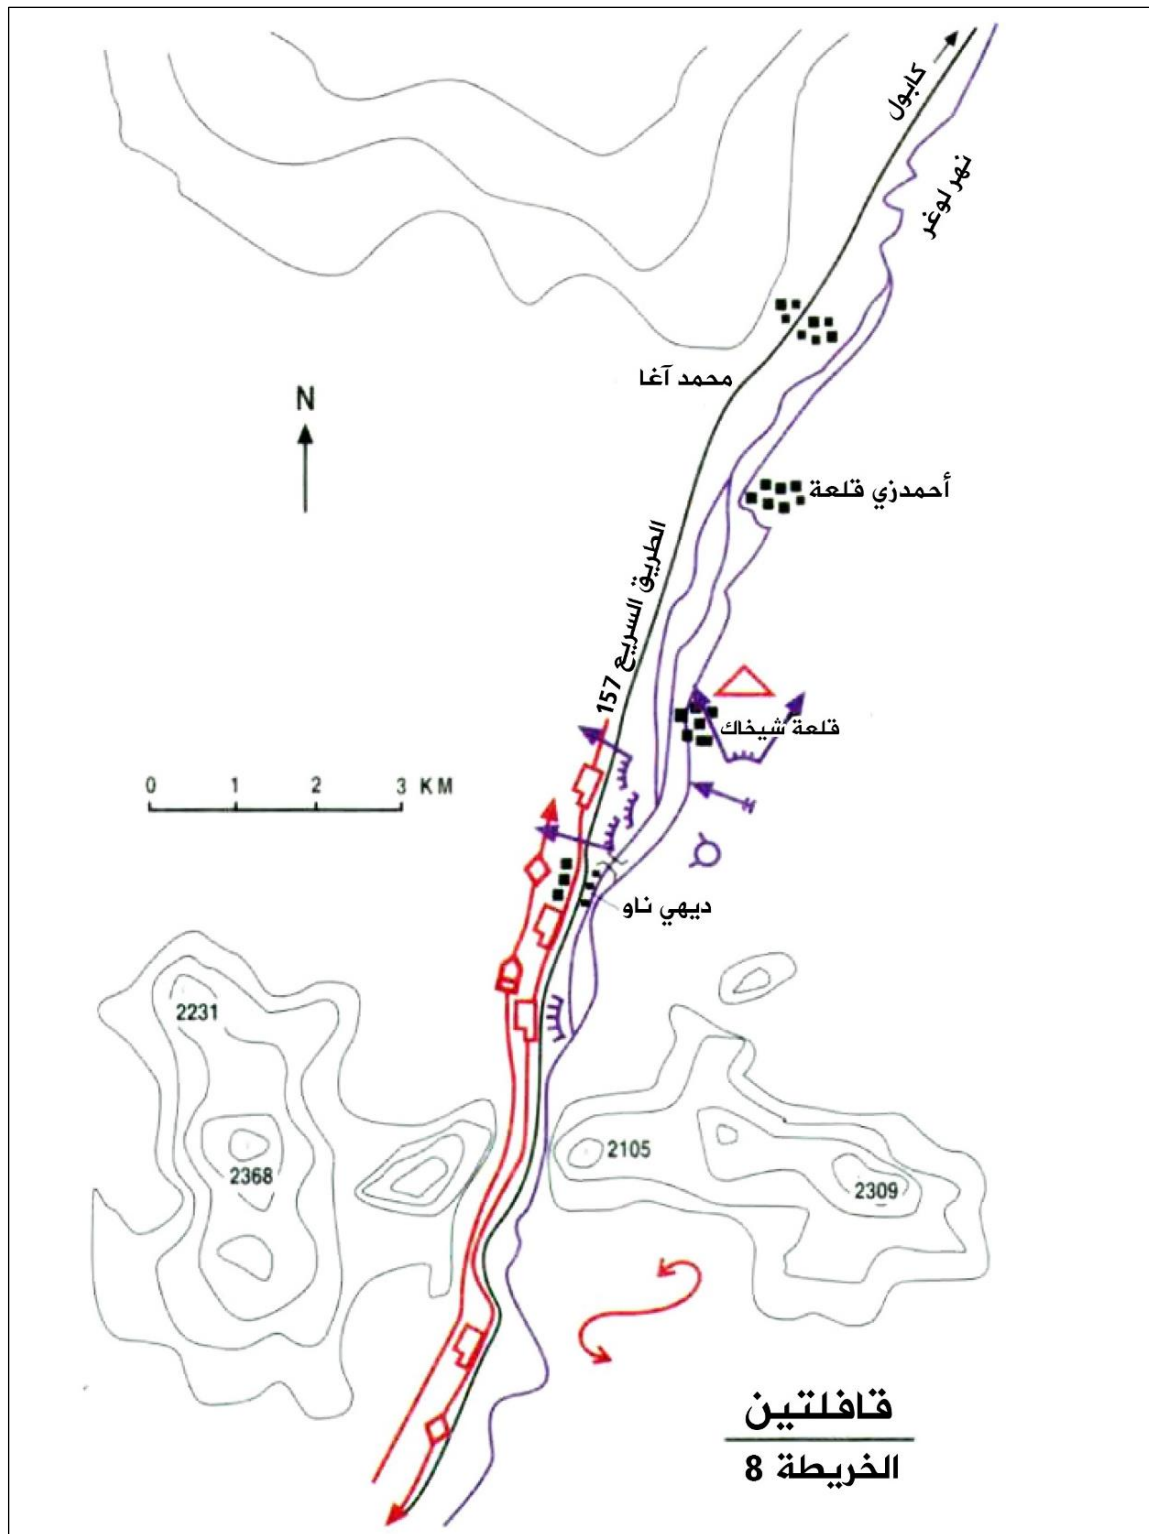 كابول
نهر لوغر
محمد آغا
N
أحمدزي قلعة
الطريق السريع 157
قلعة شيخاك
0 1 2 3 KM
ديهي ناو
2231
2105
2368
2309
قافلتين
الخريطة 8